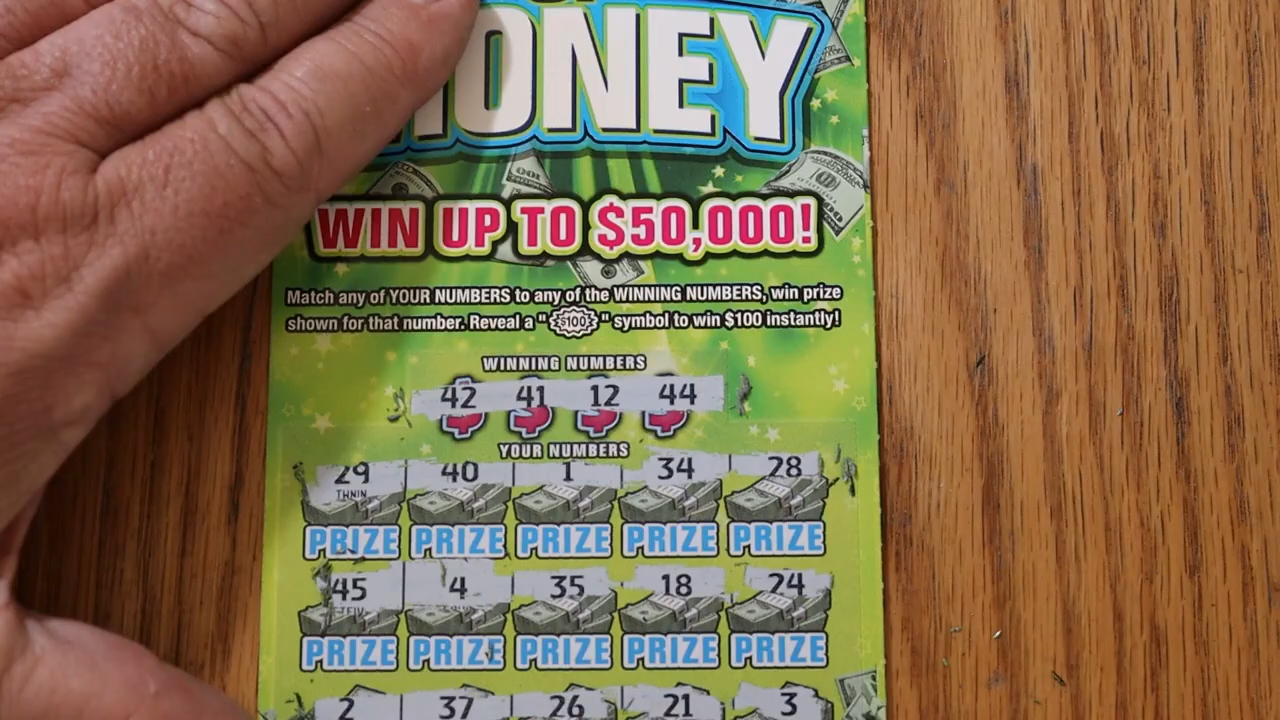 MONEY
WIN UP TO $50,000!
Match any of YOUR NUMBERS to any of the WINNING NUMBERS, win prize
shown for that number. Reveal a "$100" symbol to win $100 instantly!
WINNING NUMBERS
42 41 12 44
YOUR NUMBERS
29 40 1 34 28
THNIN
PRIZE PRIZE PRIZE PRIZE PRIZE
45 4 35 18 24
PRIZE PRIZE PRIZE PRIZE PRIZE
2 37 26 21 3